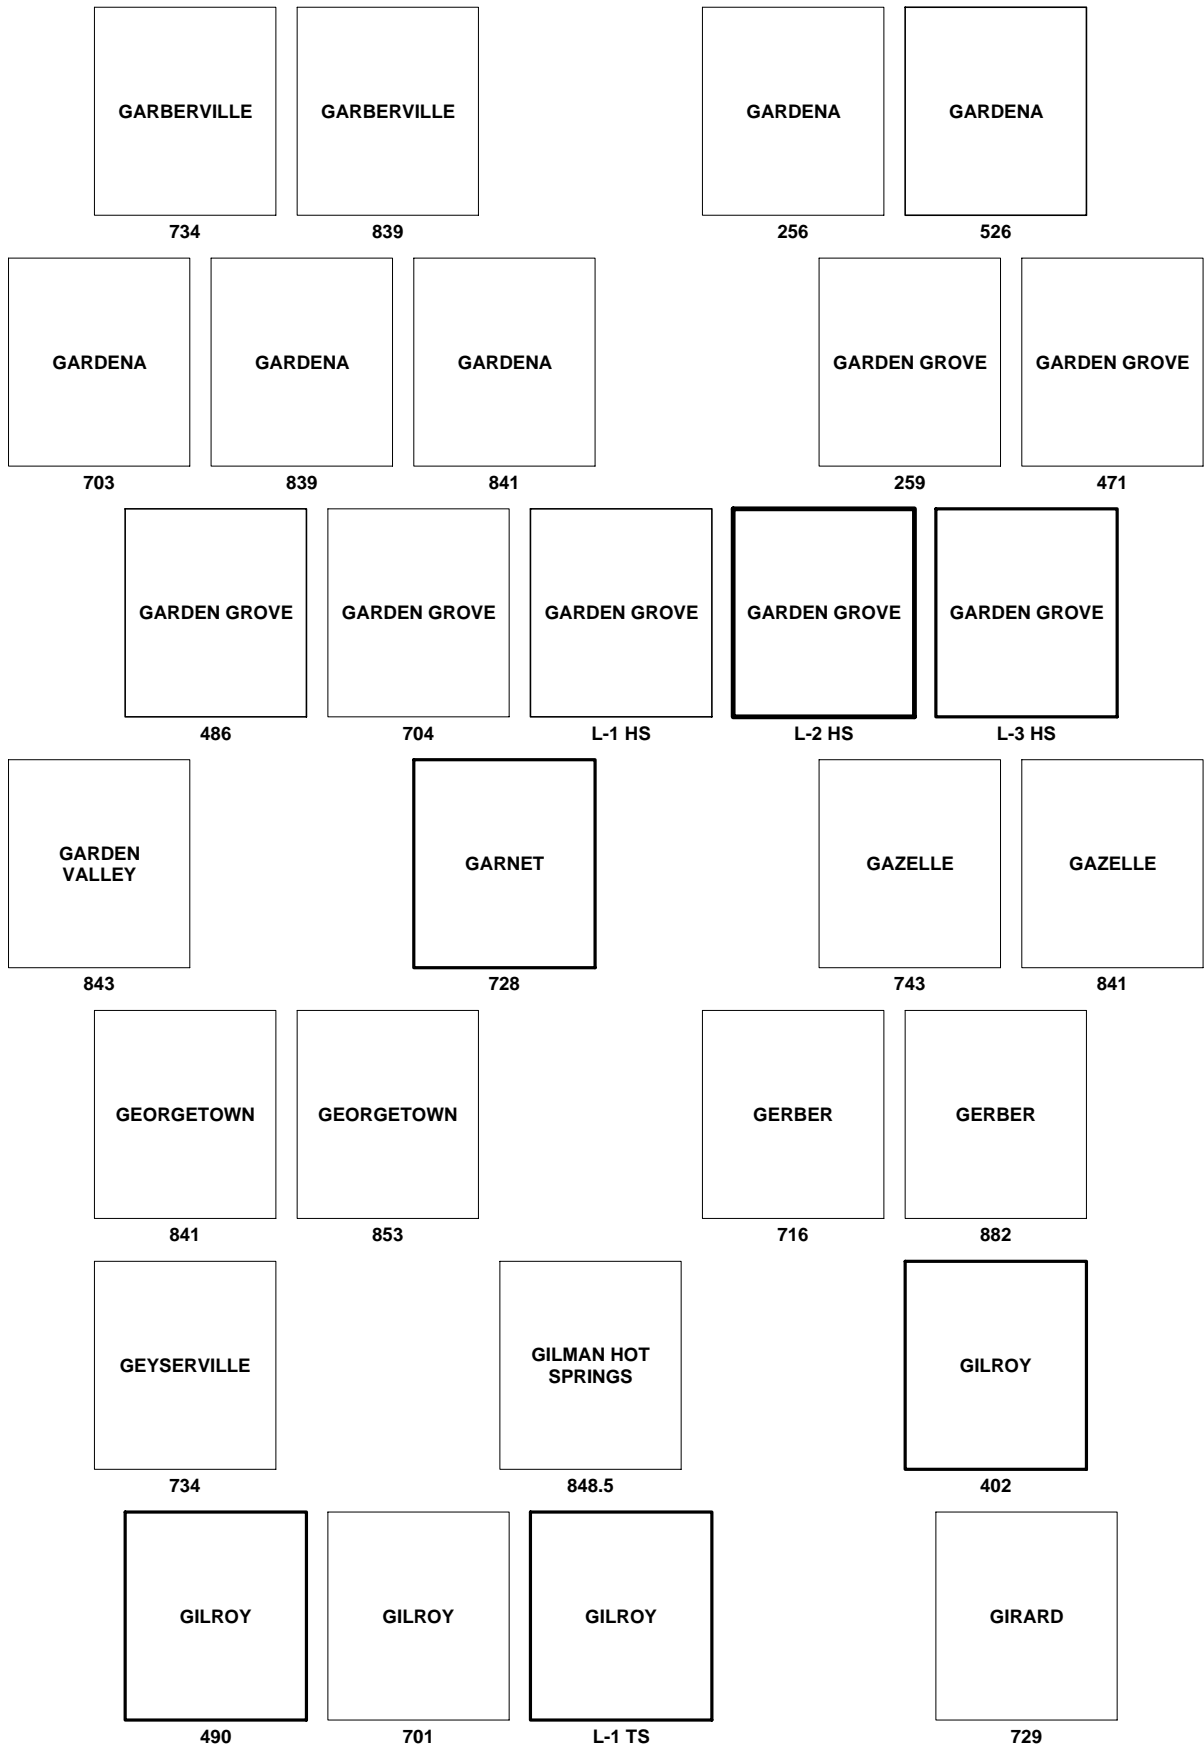 GARBERVILLE GARBERVILLE GARDENA GARDENA
734 839 256 526
GARDENA GARDENA GARDENA GARDEN GROVE GARDEN GROVE
703 839 841 259 471
GARDEN GROVE GARDEN GROVE GARDEN GROVE GARDEN GROVE GARDEN GROVE
486 704 L-1 HS L-2 HS L-3 HS
GARDEN
VALLEY
GARNET GAZELLE GAZELLE
843 728 743 841
GEORGETOWN GEORGETOWN GERBER GERBER
841 853 716 882
GEYSERVILLE
GILMAN HOT
SPRINGS
GILROY
734 848.5 402
GILROY GILROY GILROY GIRARD
490 701 L-1 TS 729